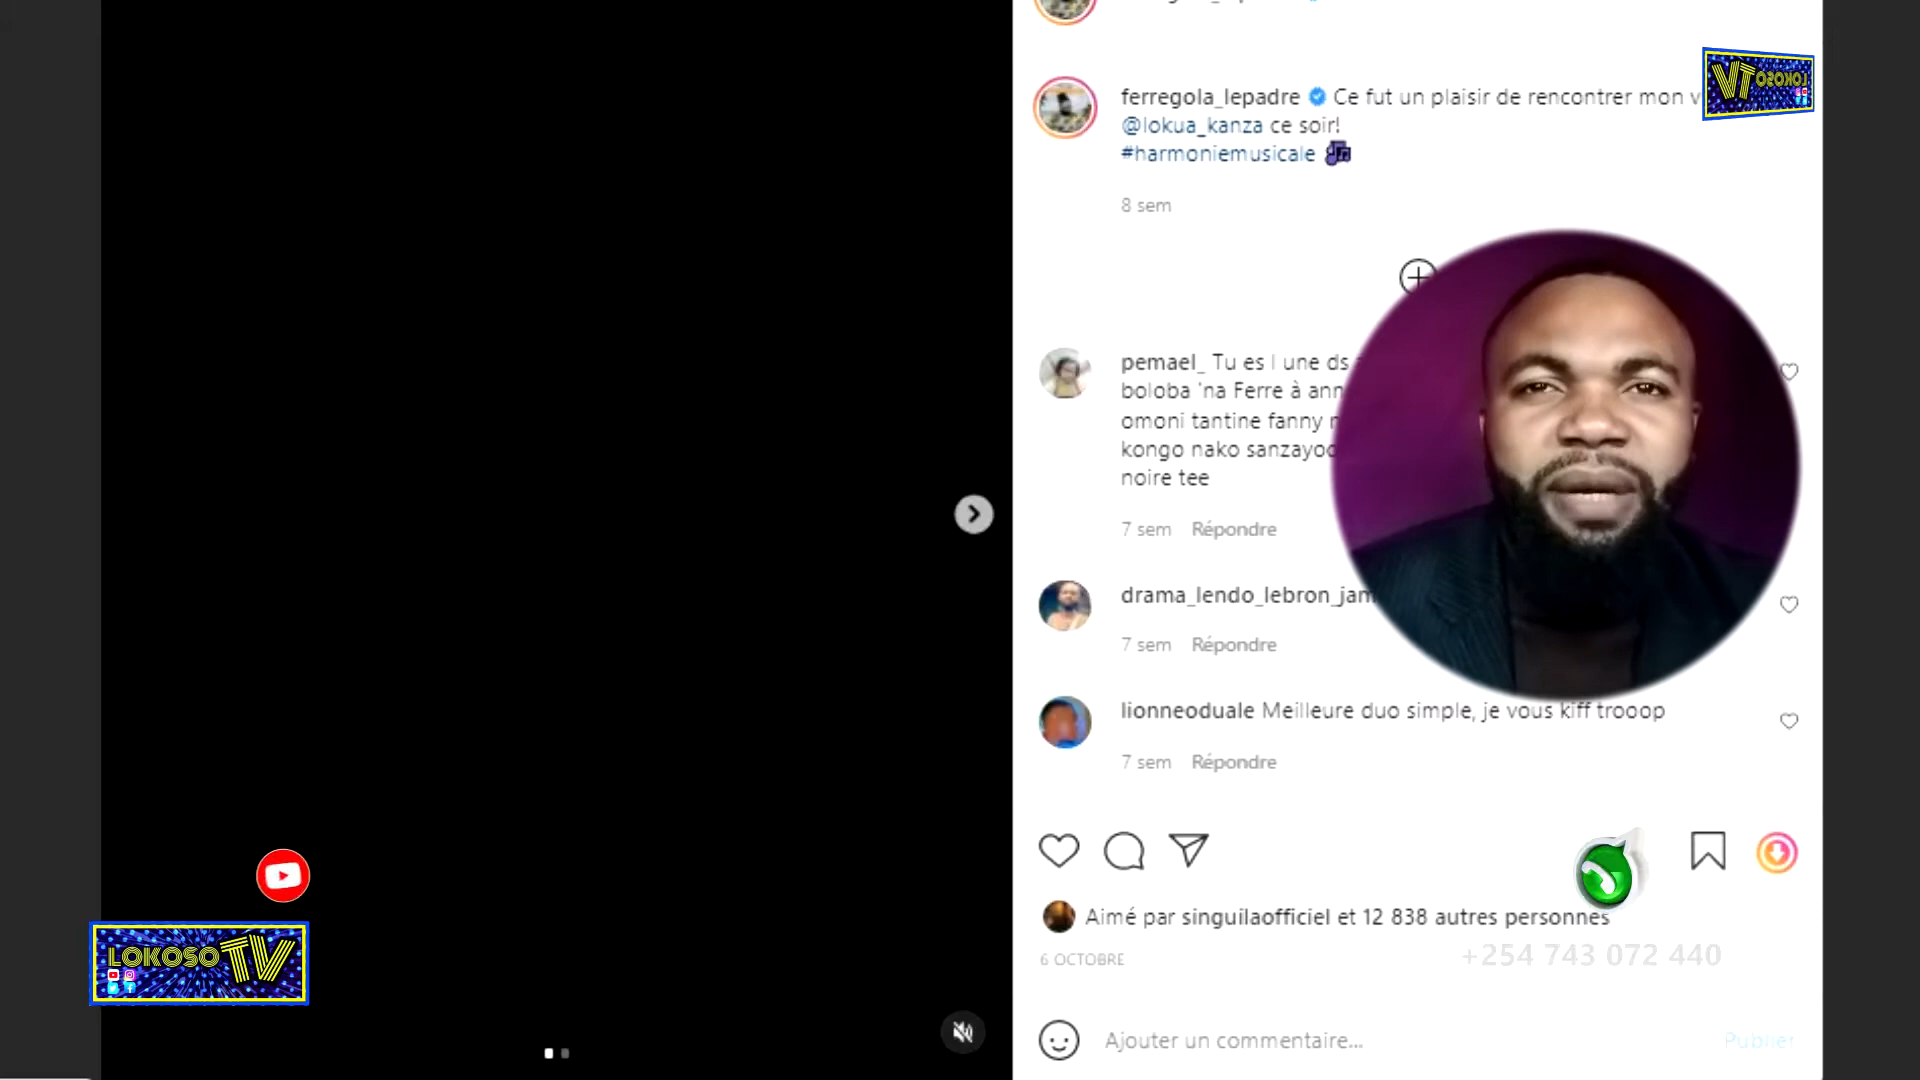 ferregola_lepadre Ce fut un plaisir de rencontrer mon
@lokua_kanza ce soir!
#harmoniemusicale
8 sem
pemael_ Tu es l une ds
boloba 'na Ferre à
omoni tantine fanny
kongo nako
noire tee
7 sem Répondre
drama_lendo_lebron_jam
7 sem Répondre
lionneoduale Meilleure duo simple, je vous kiff trooop
7 sem Répondre
Aimé par singuilaofficiel et 12 838 autres personnes
6 OCTOBRE
+254 743 072 440
Ajouter un commentaire...
Publier
LOKOSO TV
LOKOSO TV